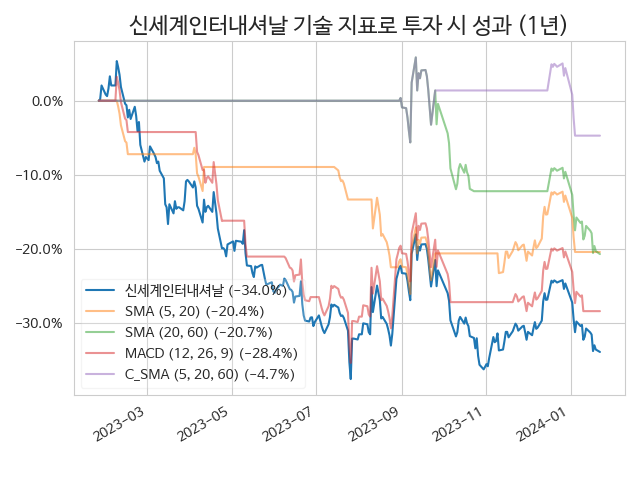 신세계인터내셔날 기술 지표로 투자 시 성과 (1년)
0.0%
−10.0%
−20.0%
−30.0%
신세계인터내셔날 (−34.0%)
SMA (5, 20) (−20.4%)
SMA (20, 60) (−20.7%)
MACD (12, 26, 9) (−28.4%)
C_SMA (5, 20, 60) (−4.7%)
2023−03
2023−05
2023−07
2023−09
2023−11
2024−01